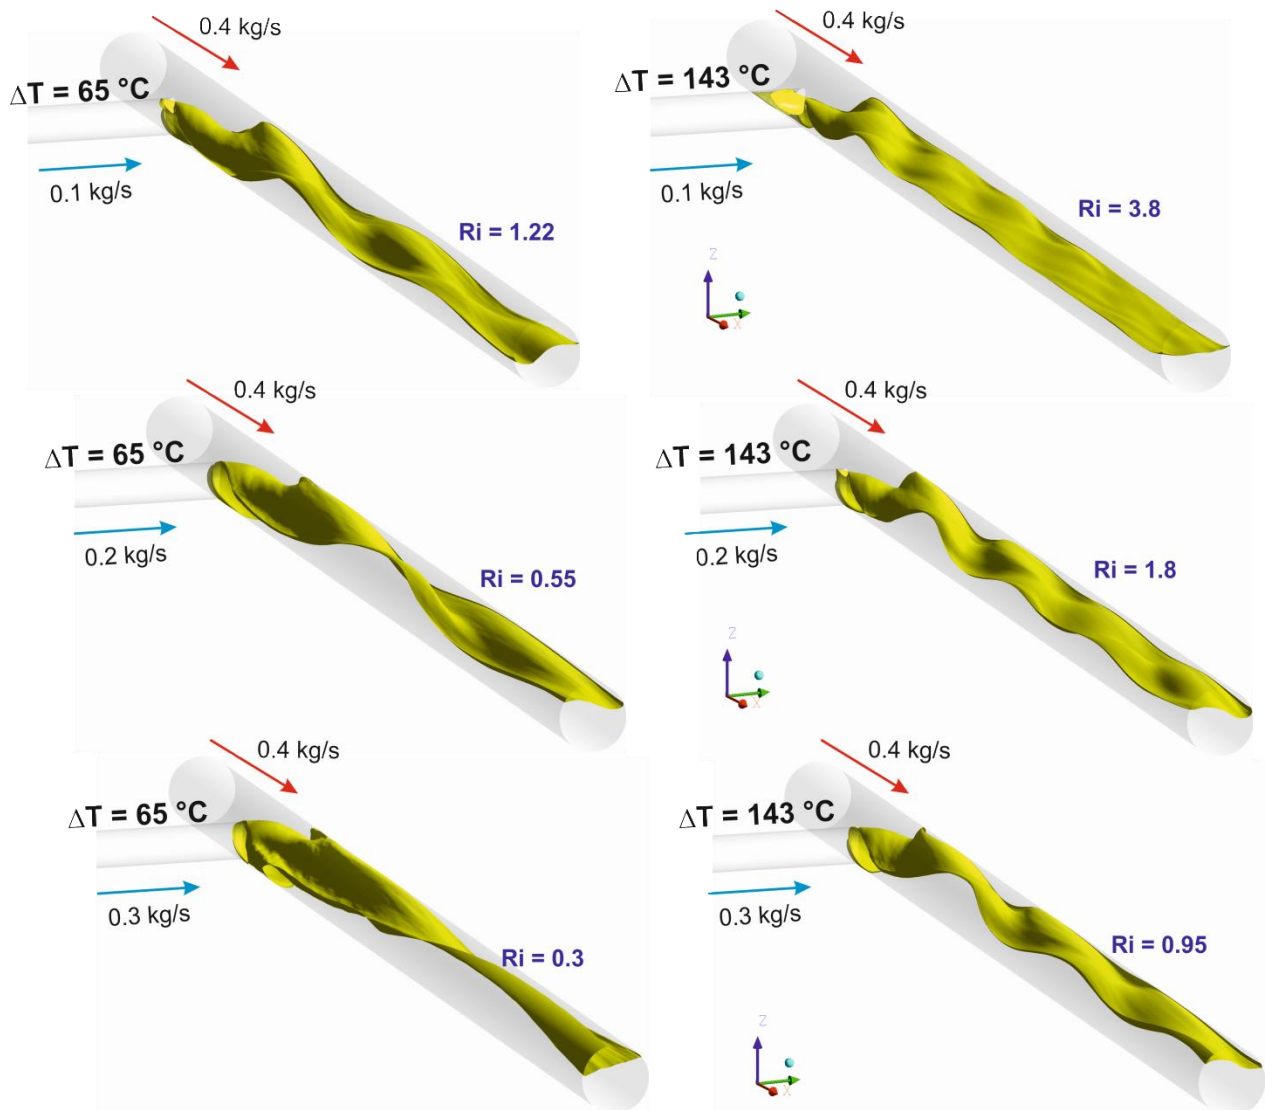 0.4 kg/s
ΔT = 65 °C
0.1 kg/s
Ri = 1.22
0.4 kg/s
ΔT = 143 °C
0.1 kg/s
Ri = 3.8
Z
X
0.4 kg/s
ΔT = 65 °C
0.2 kg/s
Ri = 0.55
0.4 kg/s
ΔT = 143 °C
0.2 kg/s
Ri = 1.8
Z
X
0.4 kg/s
ΔT = 65 °C
0.3 kg/s
Ri = 0.3
0.4 kg/s
ΔT = 143 °C
0.3 kg/s
Ri = 0.95
Z
X